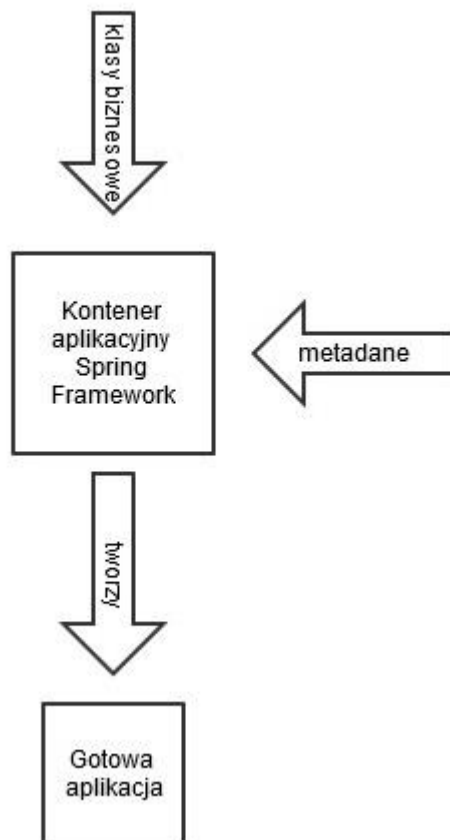 klasy biznesowe
Kontener
aplikacyjny
Spring
Framework
metadane
tworzy
Gotowa
aplikacja